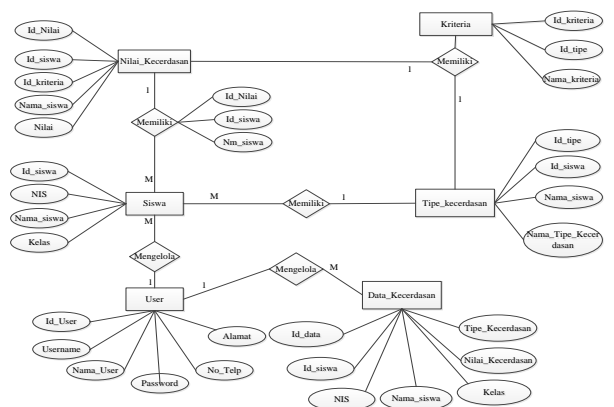 Id_Nilai
Id_siswa
Id_kriteria
Nama_siswa
Nilai
Nilai_Kecerdasan
Kriteria
Id_kriteria
Id_tipe
Nama_kriteria
Memiliki
1
1
1
Memiliki
M
Id_Nilai
Id_siswa
Nm_siswa
Id_siswa
NIS
Nama_siswa
Kelas
Siswa
M
Memiliki
1
Tipe_kecerdasan
Id_tipe
Id_siswa
Nama_siswa
Nama_Tipe_Kecer
dasan
M
Mengelola
1
User
1
Mengelola
M
Data_Kecerdasan
Id_User
Username
Nama_User
Password
No_Telp
Alamat
Id_data
Id_siswa
NIS
Nama_siswa
Kelas
Nilai_Kecerdasan
Tipe_Kecerdasan